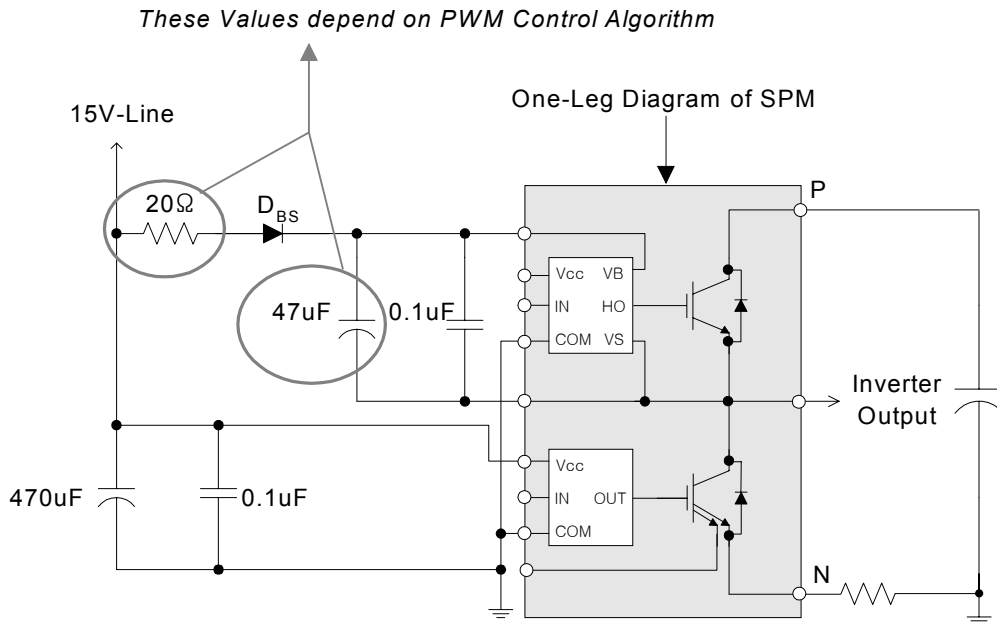 These Values depend on PWM Control Algorithm
One-Leg Diagram of SPM
15V-Line
P
20Ω
DBS
Vcc
VB
IN
HO
COM
VS
47uF
0.1uF
Inverter
Output
Vcc
IN
OUT
COM
470uF
0.1uF
N